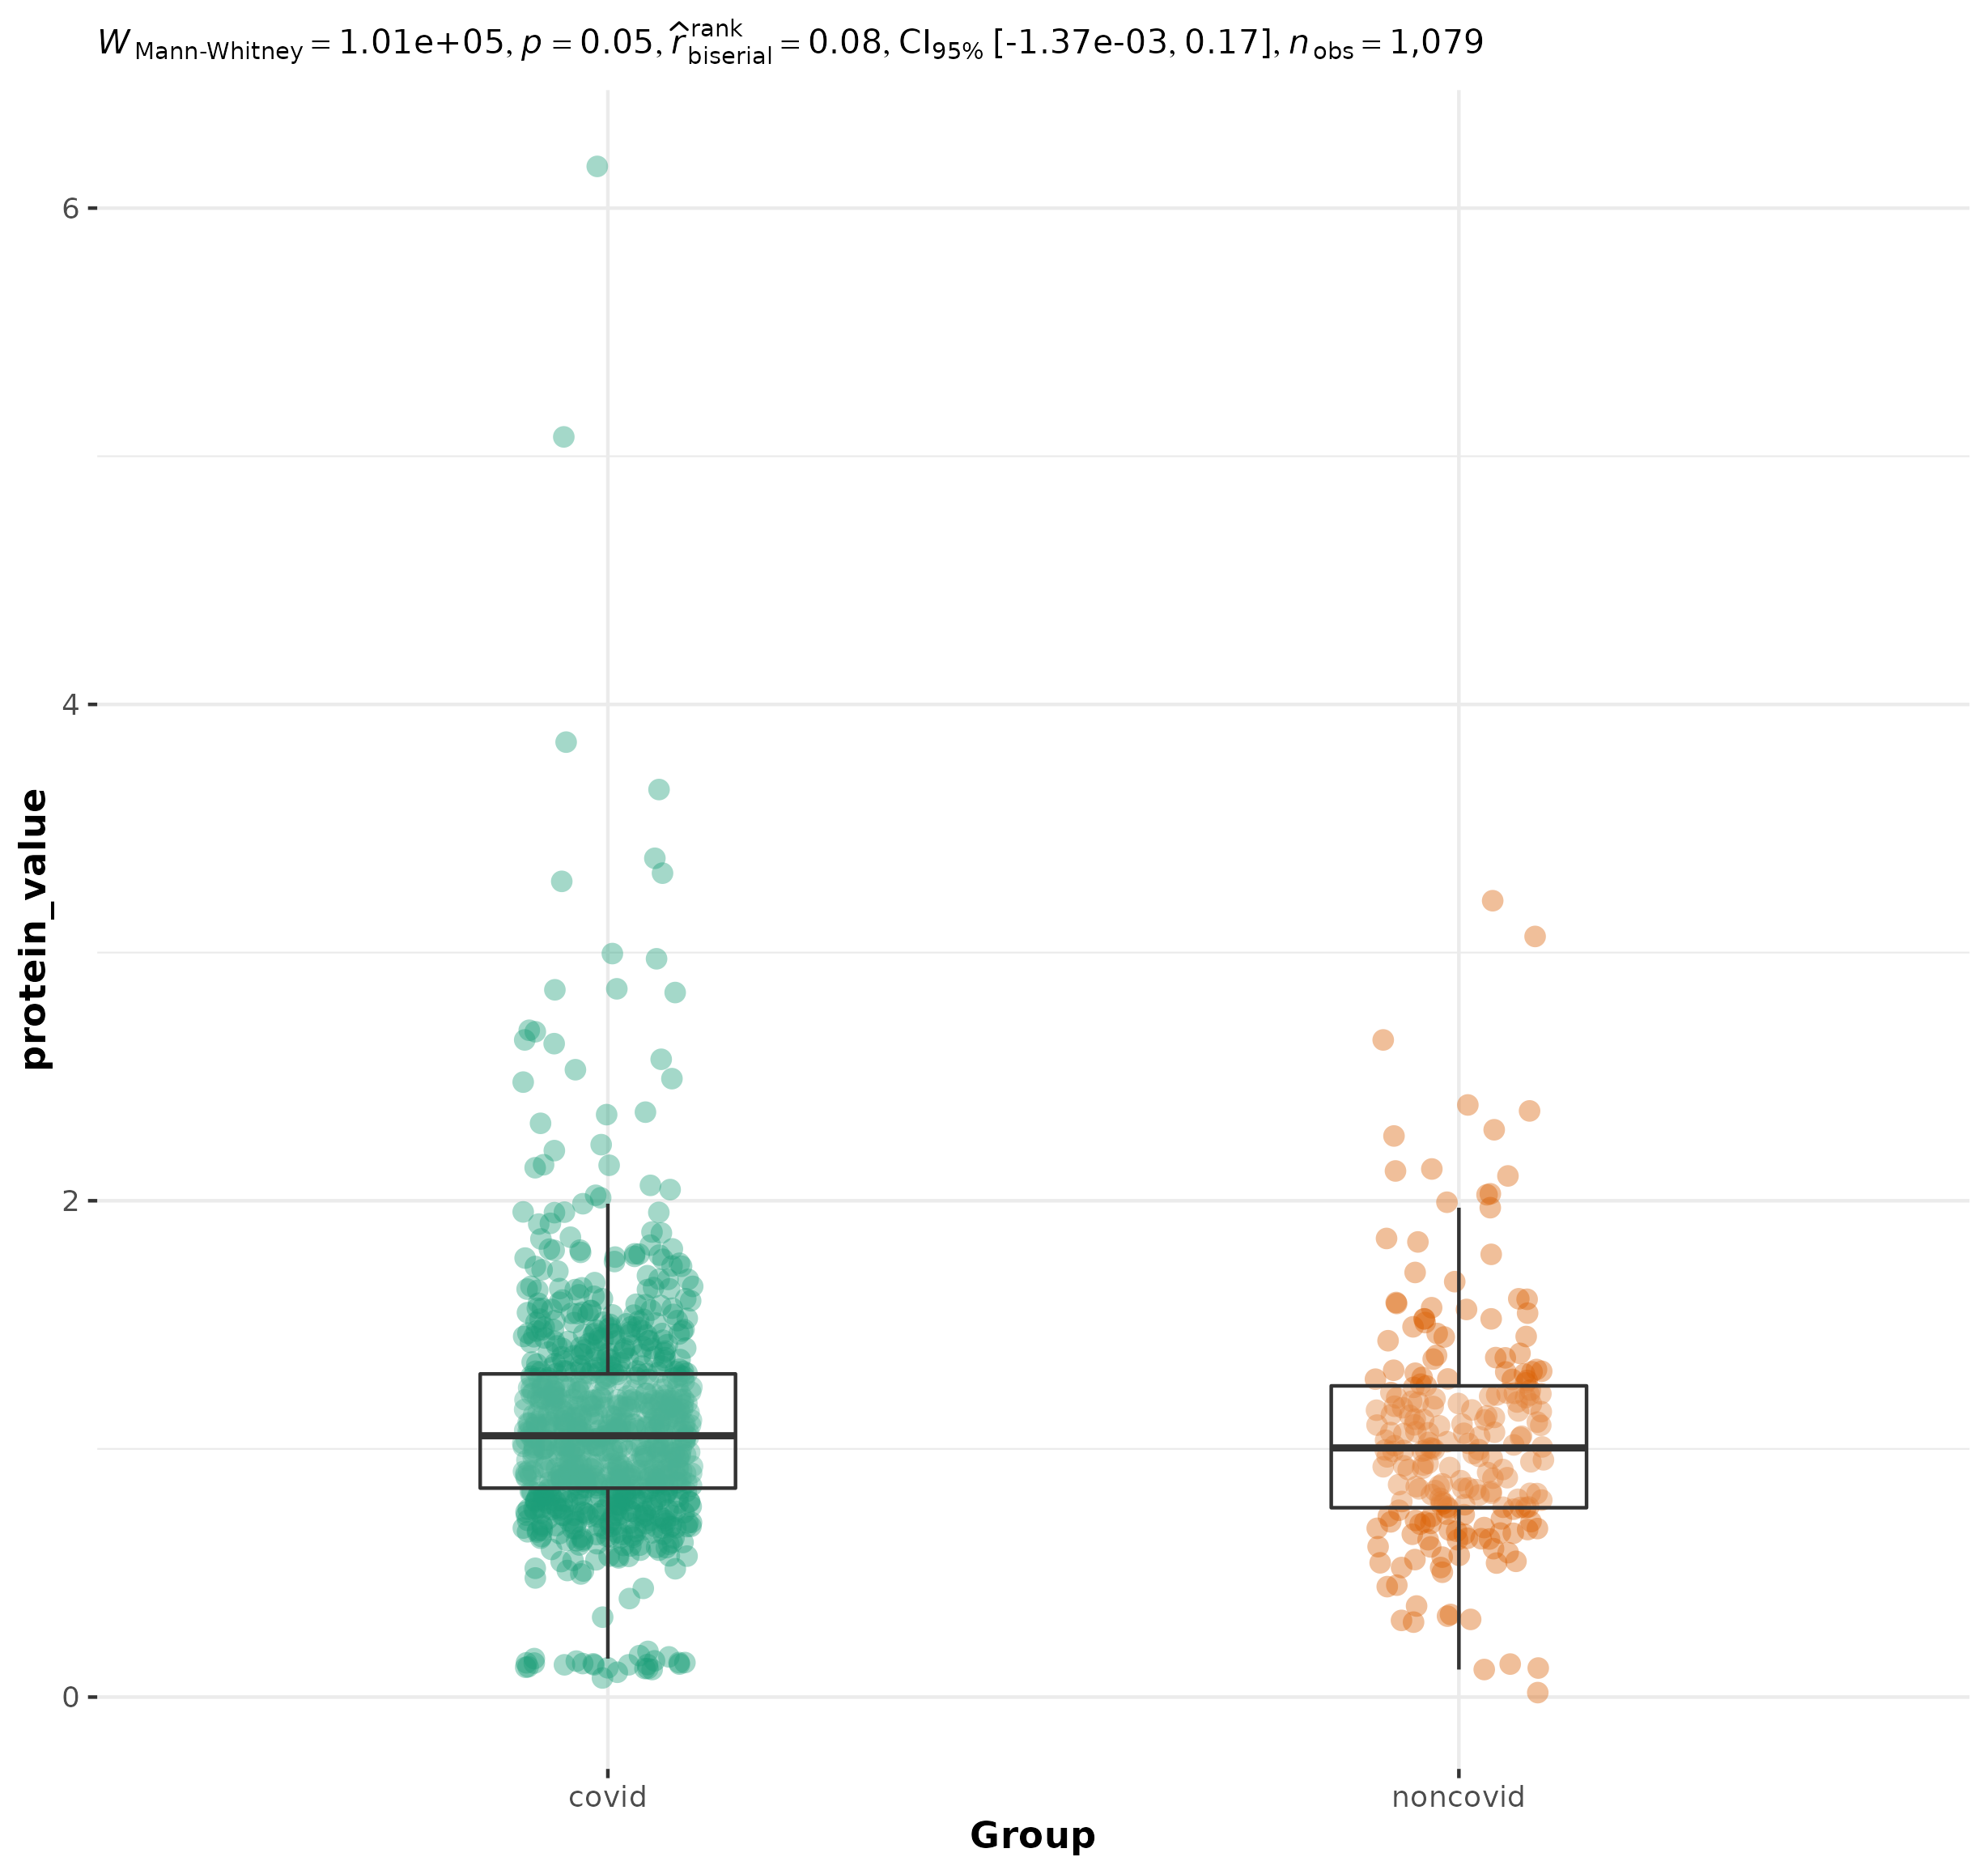 W Mann-Whitney = 1.01e+05, p = 0.05, r̂ rank biserial = 0.08, CI95% [-1.37e-03, 0.17], n obs = 1,079
6
4
2
0
protein_value
covid noncovid
Group